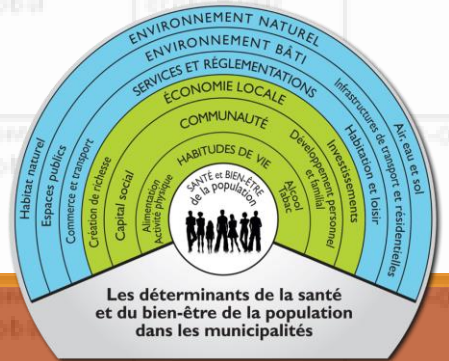 ENVIRONNEMENT NATUREL
ENVIRONNEMENT BÂTI
SERVICES ET RÉGLEMENTATIONS
ÉCONOMIE LOCALE
COMMUNAUTÉ
HABITUDES DE VIE
SANTÉ et BIEN-ÊTRE
de la population
Habitat naturel
Espaces publics
Commerce et transport
Création de richesse
Capital social
Alimentation
Activité physique
Alcool
Tabac
Développement personnel
et familial
Investissements
Habitation et loisir
Infrastructures de transport et résidentielles
Air, eau et sol
Les déterminants de la santé
et du bien-être de la population
dans les municipalités